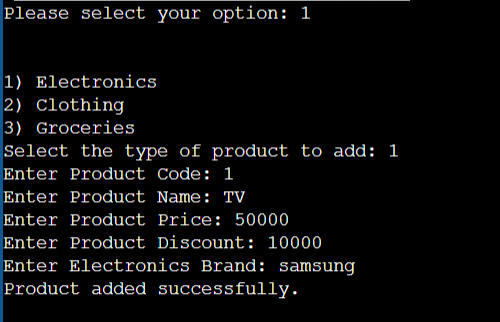 Please select your option: 1
1) Electronics
2) Clothing
3) Groceries
Select the type of product to add: 1
Enter Product Code: 1
Enter Product Name: TV
Enter Product Price: 50000
Enter Product Discount: 10000
Enter Electronics Brand: samsung
Product added successfully.